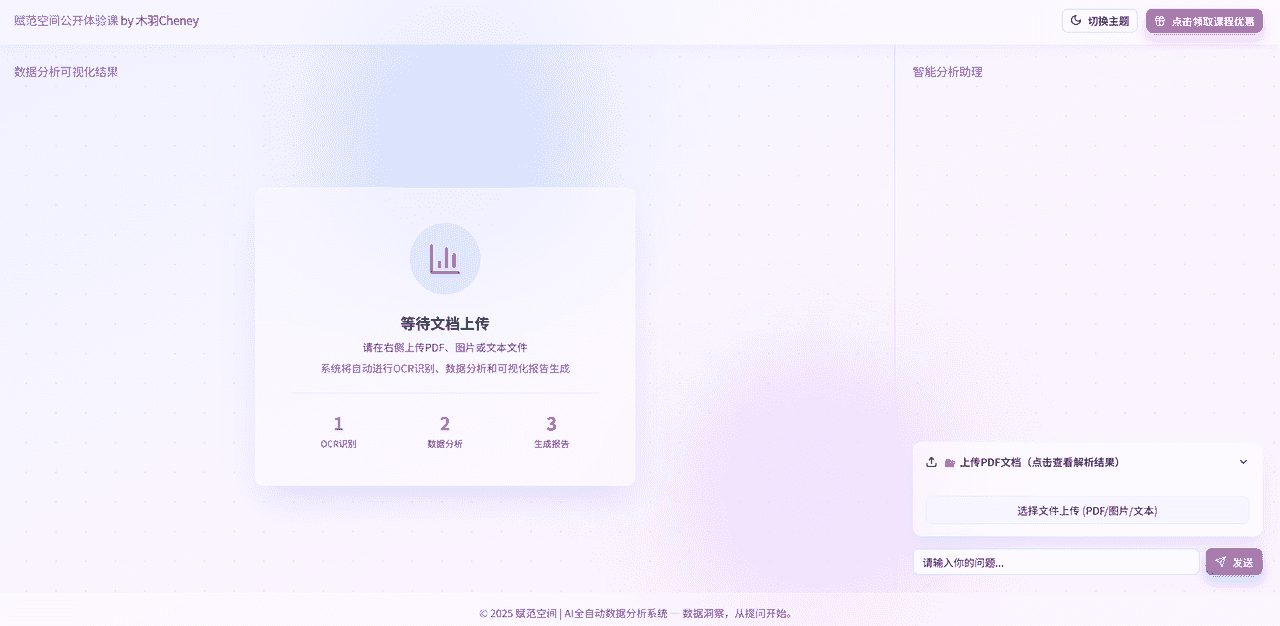 赋范空间公开体验课 by 木羽Cheney
切换主题
点击领取课程优惠
数据分析可视化结果
智能分析助理
等待文档上传
请在右侧上传PDF、图片或文本文件
系统将自动进行OCR识别、数据分析和可视化报告生成
1
2
3
OCR识别
数据分析
生成报告
上传PDF文档（点击查看解析结果）
选择文件上传 (PDF/图片/文本)
请输入你的问题...
发送
© 2025 赋范空间 | AI全自动数据分析系统 — 数据洞察，从提问开始。